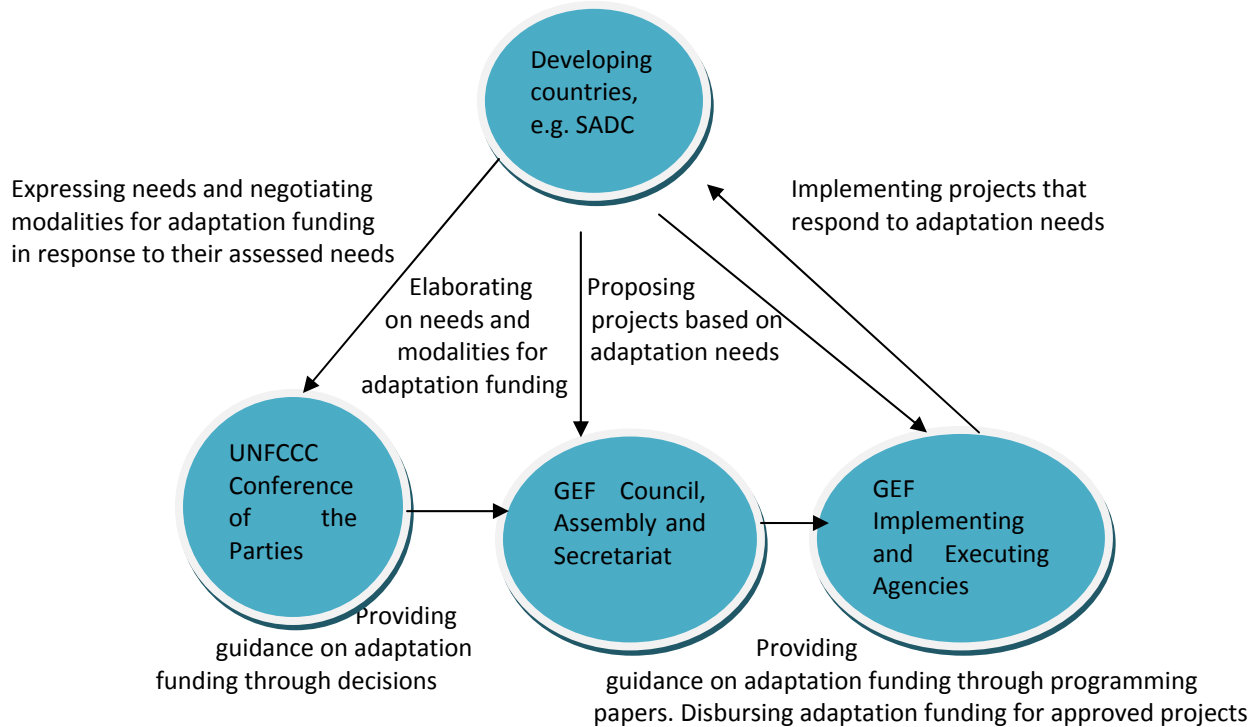 Developing
countries,
e.g. SADC
Expressing needs and negotiating
modalities for adaptation funding
in response to their assessed needs
Implementing projects that
respond to adaptation needs
Elaborating
on needs and
modalities for
adaptation funding
Proposing
projects based on
adaptation needs
UNFCCC
Conference
of the
Parties
GEF Council,
Assembly and
Secretariat
GEF
Implementing
and Executing
Agencies
Providing
guidance on adaptation
funding through decisions
Providing
guidance on adaptation funding through programming
papers. Disbursing adaptation funding for approved projects